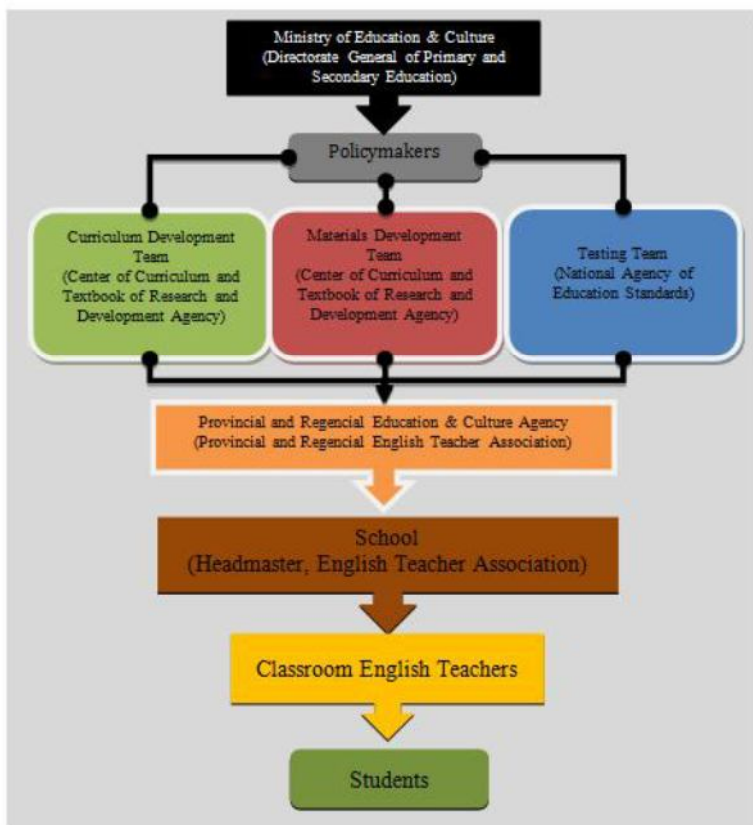 Ministry of Education & Culture
(Directorate General of Primary and
Secondary Education)
Policymakers
Curriculum Development
Team
(Center of Curriculum and
Textbook of Research and
Development Agency)
Materials Development
Team
(Center of Curriculum and
Textbook of Research and
Development Agency)
Testing Team
(National Agency of
Education Standards)
Provincial and Regencial Education & Culture Agency
(Provincial and Regencial English Teacher Association)
School
(Headmaster, English Teacher Association)
Classroom English Teachers
Students